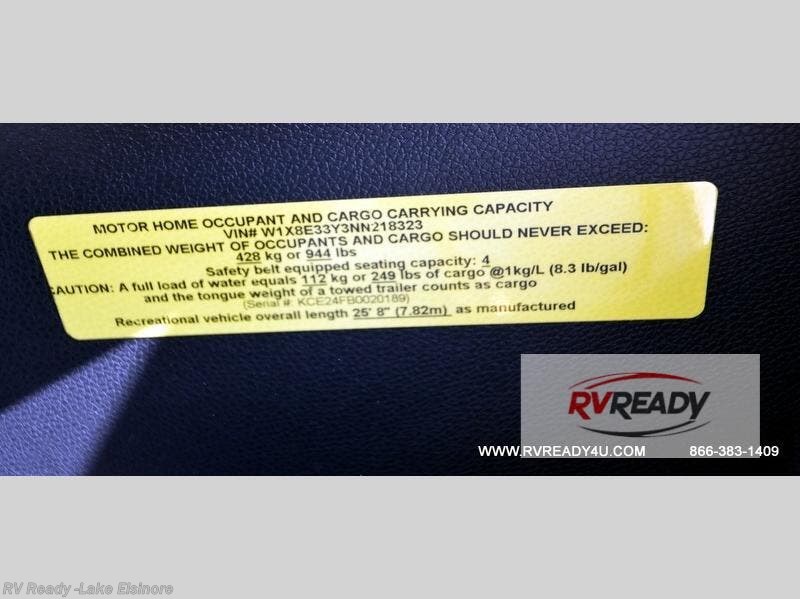 MOTOR HOME OCCUPANT AND CARGO CARRYING CAPACITY
VIN# W1X8E33Y3NN218323
THE COMBINED WEIGHT OF OCCUPANTS AND CARGO SHOULD NEVER EXCEED:
428 kg or 944 lbs
Safety belt equipped seating capacity: 4
CAUTION: A full load of water equals 112 kg or 249 lbs of cargo @1kg/L (8.3 lb/gal)
and the tongue weight of a towed trailer counts as cargo
(Serial #: KCE24FB0020189)
Recreational vehicle overall length 25' 8" (7.82m) as manufactured
RVREADY
WWW.RVREADY4U.COM 866-383-1409
RV Ready -Lake Elsinore